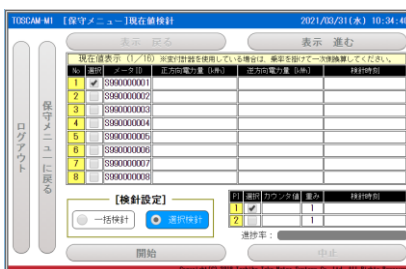 TOSCAM-M1 【保守メニュー】現在値検針 2021/03/31(水) 10:34:46
表示 戻る 表示 進む
現在値表示 (1/16) ※変付計器を使用している場合は、乗率を掛けて一次側換算してください。
No 選択 メータID 正方向電力量 [kWh] 逆方向電力量 [kWh] 検針時刻
1 S990000001
2 S990000002
3 S990000003
4 S990000004
5 S990000005
6 S990000006
7 S990000007
8 S990000008
ログアウト
保守メニューに戻る
[検針設定]
一括検針 選択検針
PI 選択 カウンタ値 重み 検針時刻
1 1
2 1
進捗率：
開始 中止